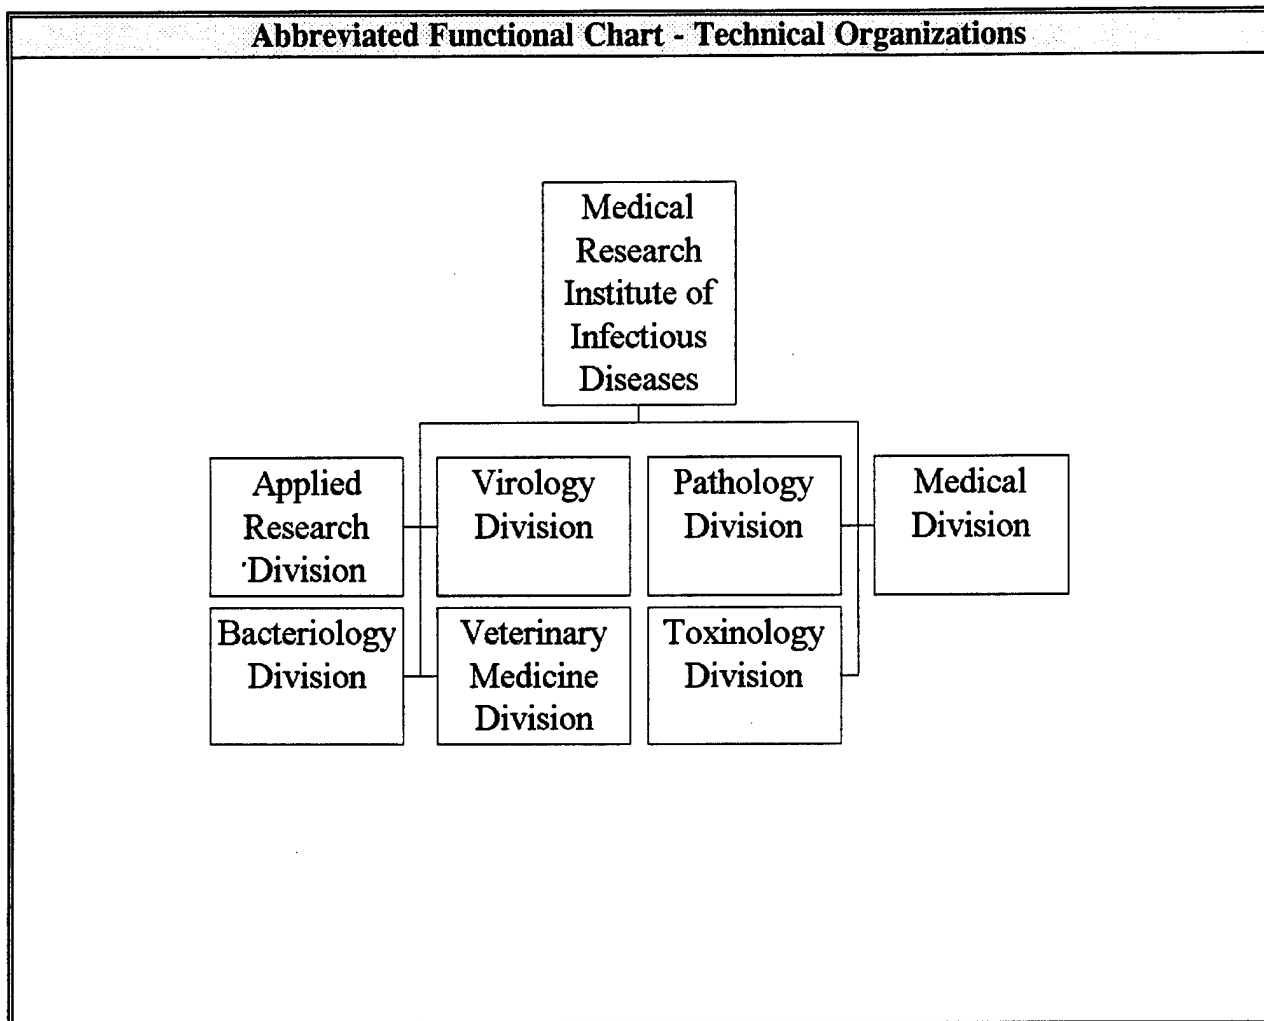 Abbreviated Functional Chart - Technical Organizations
Medical
Research
Institute of
Infectious
Diseases
Applied
Research
Division
Virology
Division
Pathology
Division
Medical
Division
Bacteriology
Division
Veterinary
Medicine
Division
Toxinology
Division